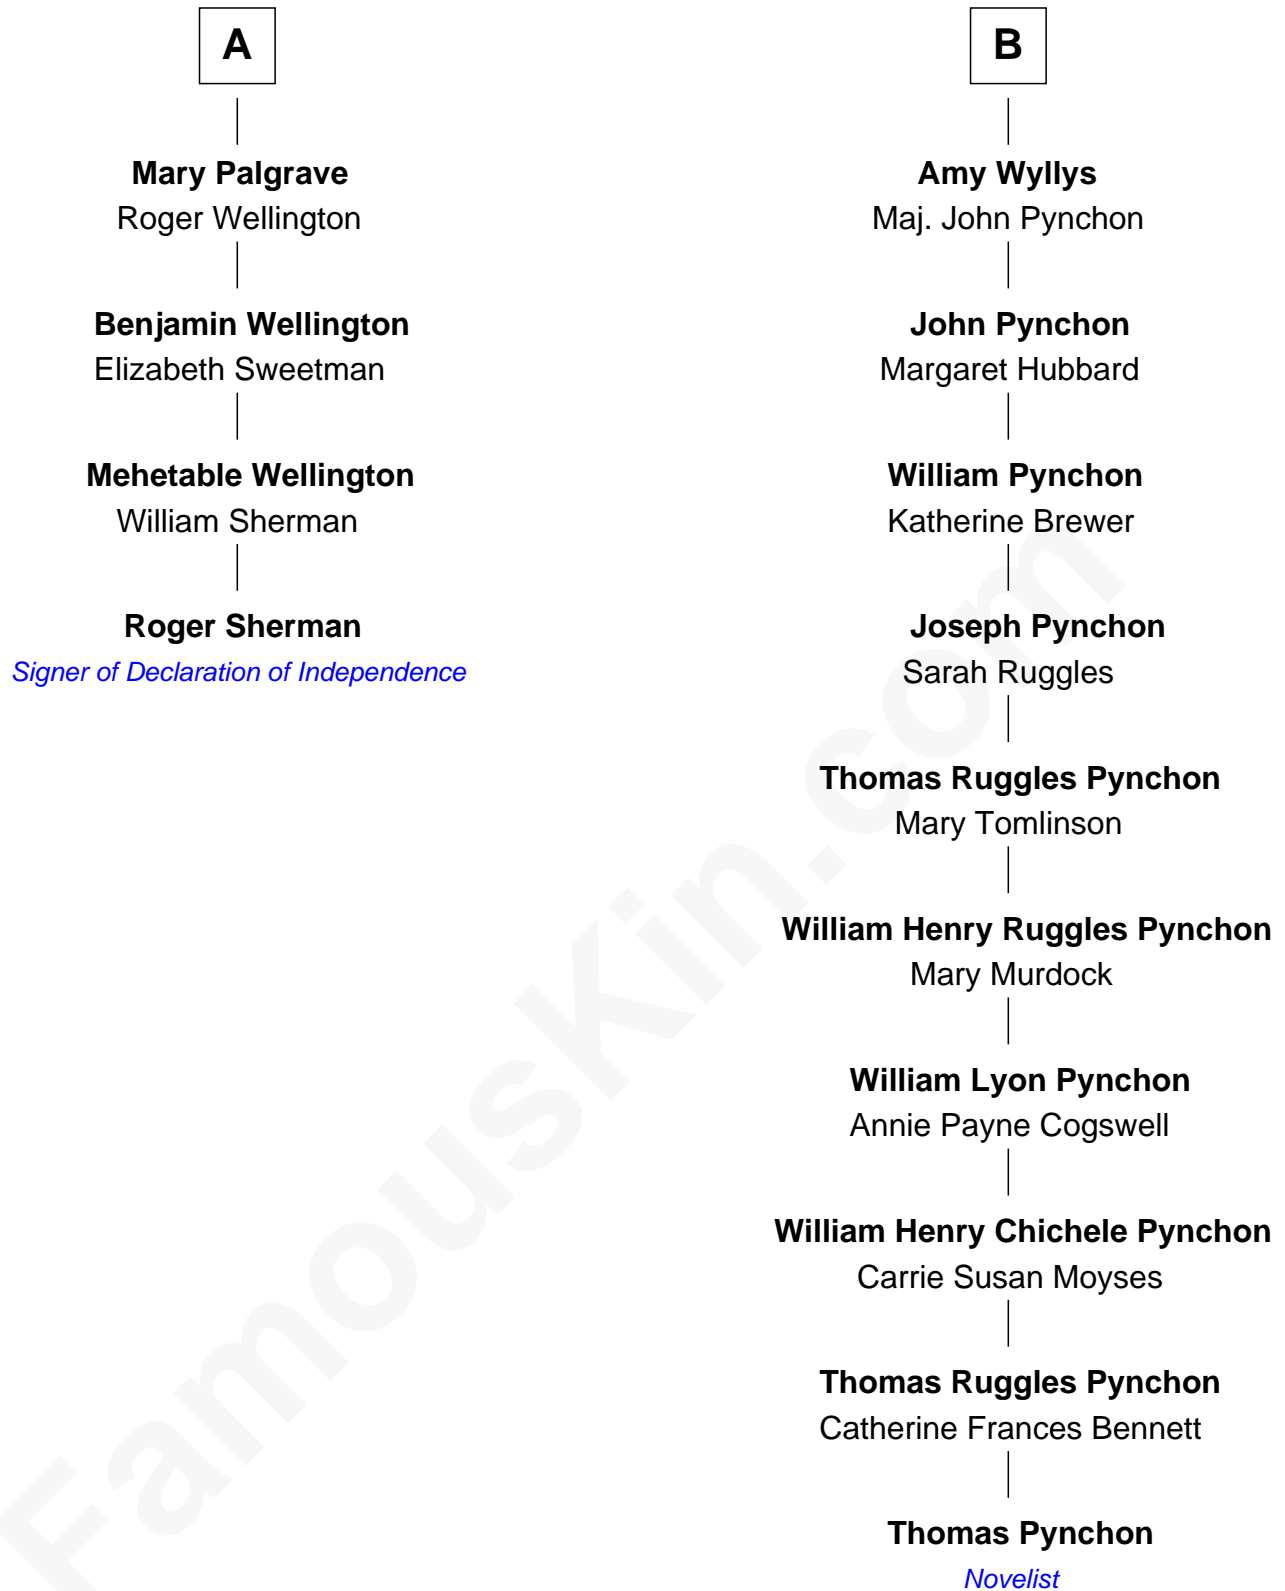 A
Mary Palgrave
Roger Wellington
Benjamin Wellington
Elizabeth Sweetman
Mehetable Wellington
William Sherman
Roger Sherman
Signer of Declaration of Independence
B
Amy Wyllys
Maj. John Pynchon
John Pynchon
Margaret Hubbard
William Pynchon
Katherine Brewer
Joseph Pynchon
Sarah Ruggles
Thomas Ruggles Pynchon
Mary Tomlinson
William Henry Ruggles Pynchon
Mary Murdock
William Lyon Pynchon
Annie Payne Cogswell
William Henry Chichele Pynchon
Carrie Susan Moyses
Thomas Ruggles Pynchon
Catherine Frances Bennett
Thomas Pynchon
Novelist
FamousKin.com